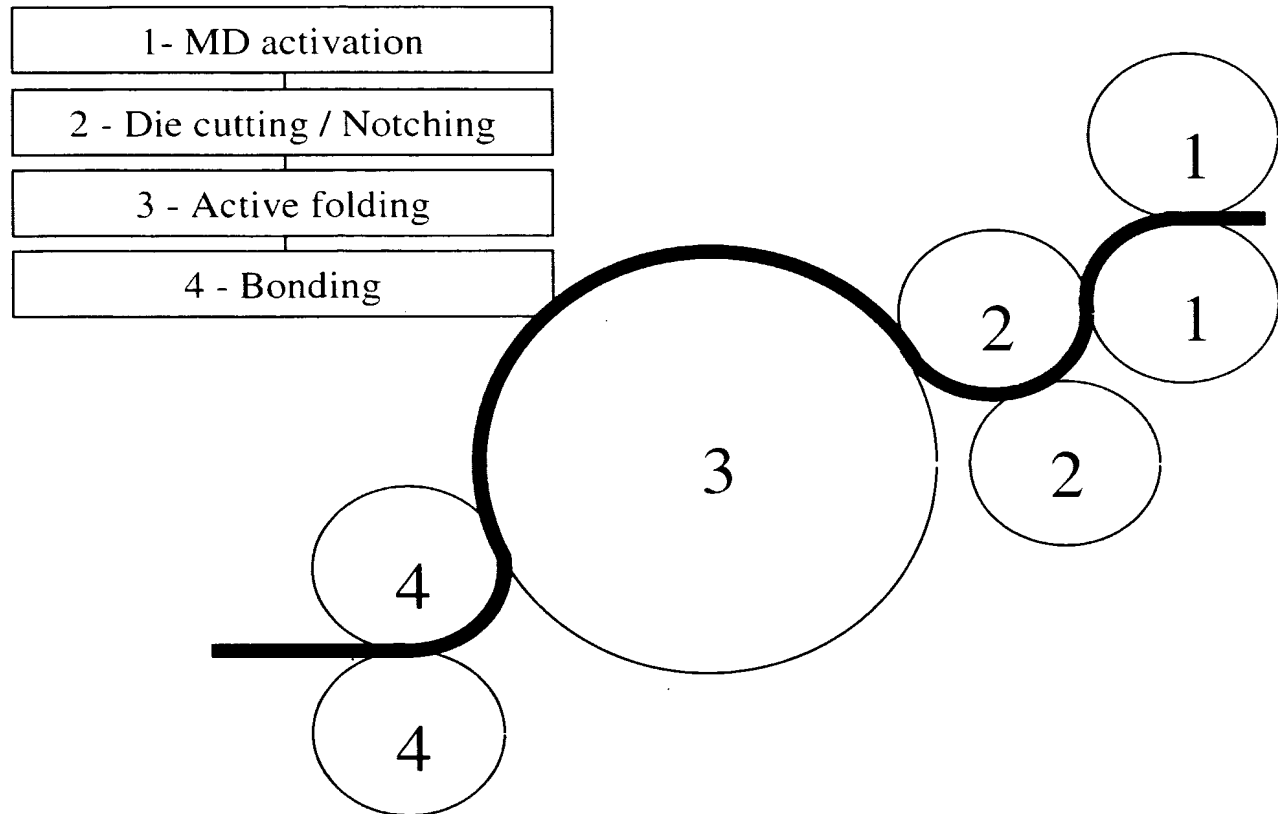 1- MD activation
2 - Die cutting / Notching
3 - Active folding
4 - Bonding
1
1
2
2
3
4
4